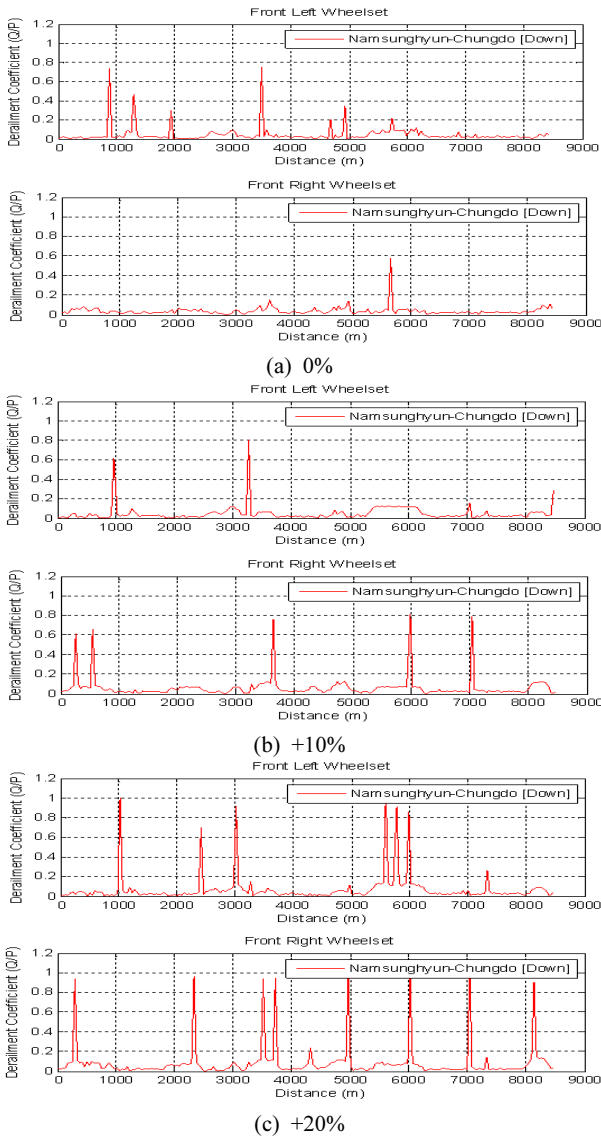 Front Left Wheelset
Derailment Coefficient (Q/P)
1.2
1
0.8
0.6
0.4
0.2
0
Namsunghyun-Chungdo [Down]
0 1000 2000 3000 4000 5000 6000 7000 8000 9000
Distance (m)
Front Right Wheelset
Derailment Coefficient (Q/P)
1.2
1
0.8
0.6
0.4
0.2
0
Namsunghyun-Chungdo [Down]
0 1000 2000 3000 4000 5000 6000 7000 8000 9000
Distance (m)
(a) 0%
Front Left Wheelset
Derailment Coefficient (Q/P)
1.2
1
0.8
0.6
0.4
0.2
0
Namsunghyun-Chungdo [Down]
0 1000 2000 3000 4000 5000 6000 7000 8000 9000
Distance (m)
Front Right Wheelset
Derailment Coefficient (Q/P)
1.2
1
0.8
0.6
0.4
0.2
0
Namsunghyun-Chungdo [Down]
0 1000 2000 3000 4000 5000 6000 7000 8000 9000
Distance (m)
(b) +10%
Front Left Wheelset
Derailment Coefficient (Q/P)
1.2
1
0.8
0.6
0.4
0.2
0
Namsunghyun-Chungdo [Down]
0 1000 2000 3000 4000 5000 6000 7000 8000 9000
Distance (m)
Front Right Wheelset
Derailment Coefficient (Q/P)
1.2
1
0.8
0.6
0.4
0.2
0
Namsunghyun-Chungdo [Down]
0 1000 2000 3000 4000 5000 6000 7000 8000 9000
Distance (m)
(c) +20%